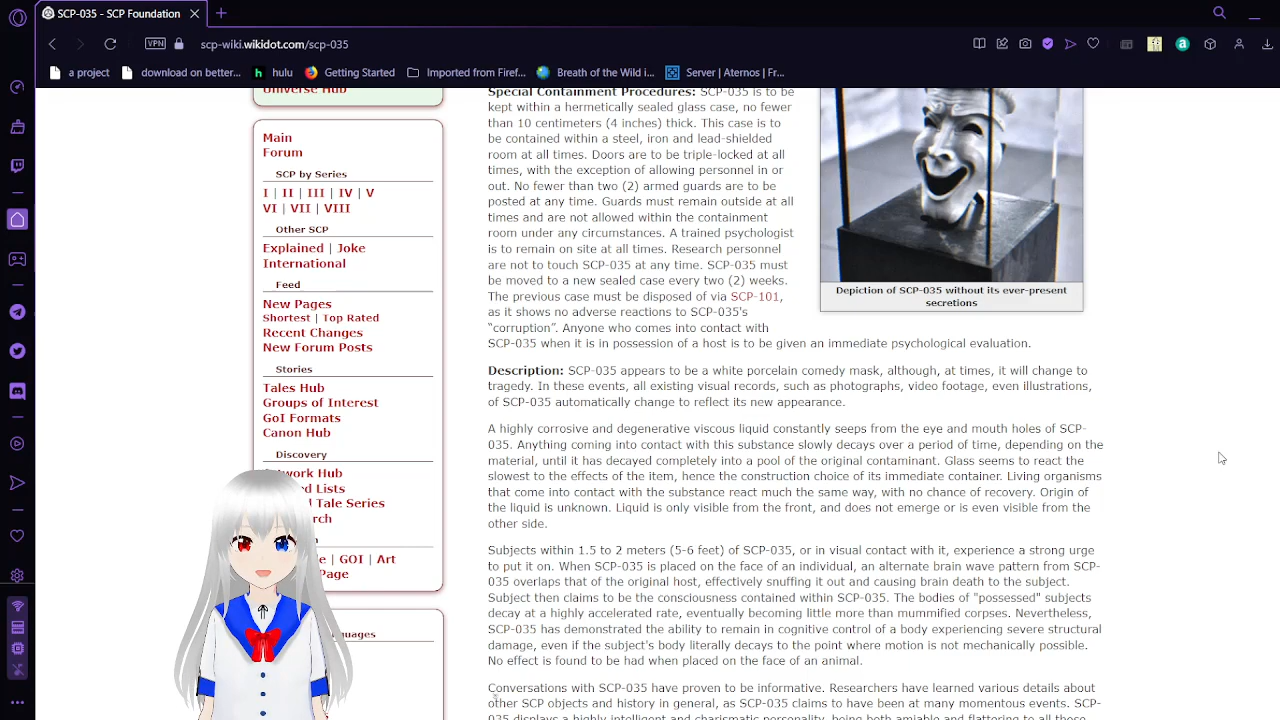 SCP-035 - SCP Foundation
VPN
scp-wiki.wikidot.com/scp-035
a project
download on better...
hulu
Getting Started
Imported from Firef...
Breath of the Wild i...
Server | Aternos | Fr...
Universe Hub
Main
Forum
SCP by Series
I | II | III | IV | V
VI | VII | VIII
Other SCP
Explained | Joke
International
Feed
New Pages
Shortest | Top Rated
Recent Changes
New Forum Posts
Stories
Tales Hub
Groups of Interest
GoI Formats
Canon Hub
Discovery
Hub
Lists
Tale Series
| GOI | Art
Page
Special Containment Procedures: SCP-035 is to be
kept within a hermetically sealed glass case, no fewer
than 10 centimeters (4 inches) thick. This case is to
be contained within a steel, iron and lead-shielded
room at all times. Doors are to be triple-locked at all
times, with the exception of allowing personnel in or
out. No fewer than two (2) armed guards are to be
posted at any time. Guards must remain outside at all
times and are not allowed within the containment
room under any circumstances. A trained psychologist
is to remain on site at all times. Research personnel
are not to touch SCP-035 at any time. SCP-035 must
be moved to a new sealed case every two (2) weeks.
The previous case must be disposed of via SCP-101,
as it shows no adverse reactions to SCP-035's
“corruption”. Anyone who comes into contact with
SCP-035 when it is in possession of a host is to be given an immediate psychological evaluation.
Depiction of SCP-035 without its ever-present
secretions
Description: SCP-035 appears to be a white porcelain comedy mask, although, at times, it will change to
tragedy. In these events, all existing visual records, such as photographs, video footage, even illustrations,
of SCP-035 automatically change to reflect its new appearance.
A highly corrosive and degenerative viscous liquid constantly seeps from the eye and mouth holes of SCP-
035. Anything coming into contact with this substance slowly decays over a period of time, depending on the
material, until it has decayed completely into a pool of the original contaminant. Glass seems to react the
slowest to the effects of the item, hence the construction choice of its immediate container. Living organisms
that come into contact with the substance react much the same way, with no chance of recovery. Origin of
the liquid is unknown. Liquid is only visible from the front, and does not emerge or is even visible from the
other side.
Subjects within 1.5 to 2 meters (5-6 feet) of SCP-035, or in visual contact with it, experience a strong urge
to put it on. When SCP-035 is placed on the face of an individual, an alternate brain wave pattern from SCP-
035 overlaps that of the original host, effectively snuffing it out and causing brain death to the subject.
Subject then claims to be the consciousness contained within SCP-035. The bodies of "possessed" subjects
decay at a highly accelerated rate, eventually becoming little more than mummified corpses. Nevertheless,
SCP-035 has demonstrated the ability to remain in cognitive control of a body experiencing severe structural
damage, even if the subject's body literally decays to the point where motion is not mechanically possible.
No effect is found to be had when placed on the face of an animal.
Conversations with SCP-035 have proven to be informative. Researchers have learned various details about
other SCP objects and history in general, as SCP-035 claims to have been at many momentous events. SCP-
035 displays a highly intelligent and charismatic personality, being both amiable and flattering to all those